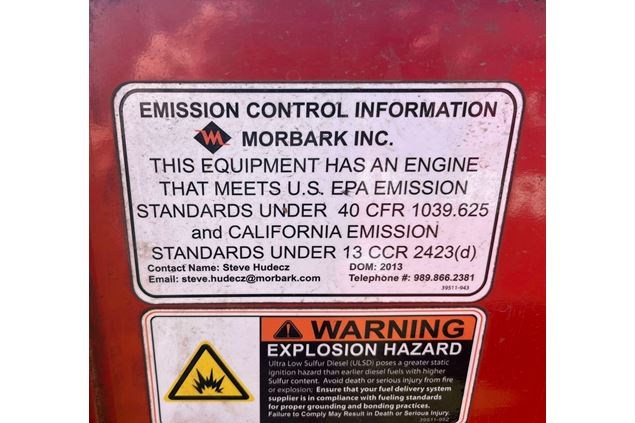 EMISSION CONTROL INFORMATION
MORBARK INC.
THIS EQUIPMENT HAS AN ENGINE
THAT MEETS U.S. EPA EMISSION
STANDARDS UNDER 40 CFR 1039.625
and CALIFORNIA EMISSION
STANDARDS UNDER 13 CCR 2423(d)
Contact Name: Steve Hudecz DOM: 2013
Email: steve.hudecz@morbark.com Telephone #: 989.866.2381
39511-943
WARNING
EXPLOSION HAZARD
Ultra Low Sulfur Diesel (ULSD) poses a greater static
ignition hazard than earlier diesel fuels with higher
Sulfur content. Avoid death or serious injury from fire
or explosion; Ensure that your fuel delivery system
supplier is in compliance with fueling standards
for proper grounding and bonding practices.
Failure to Comply May Result in Death or Serious Injury.
39511-952